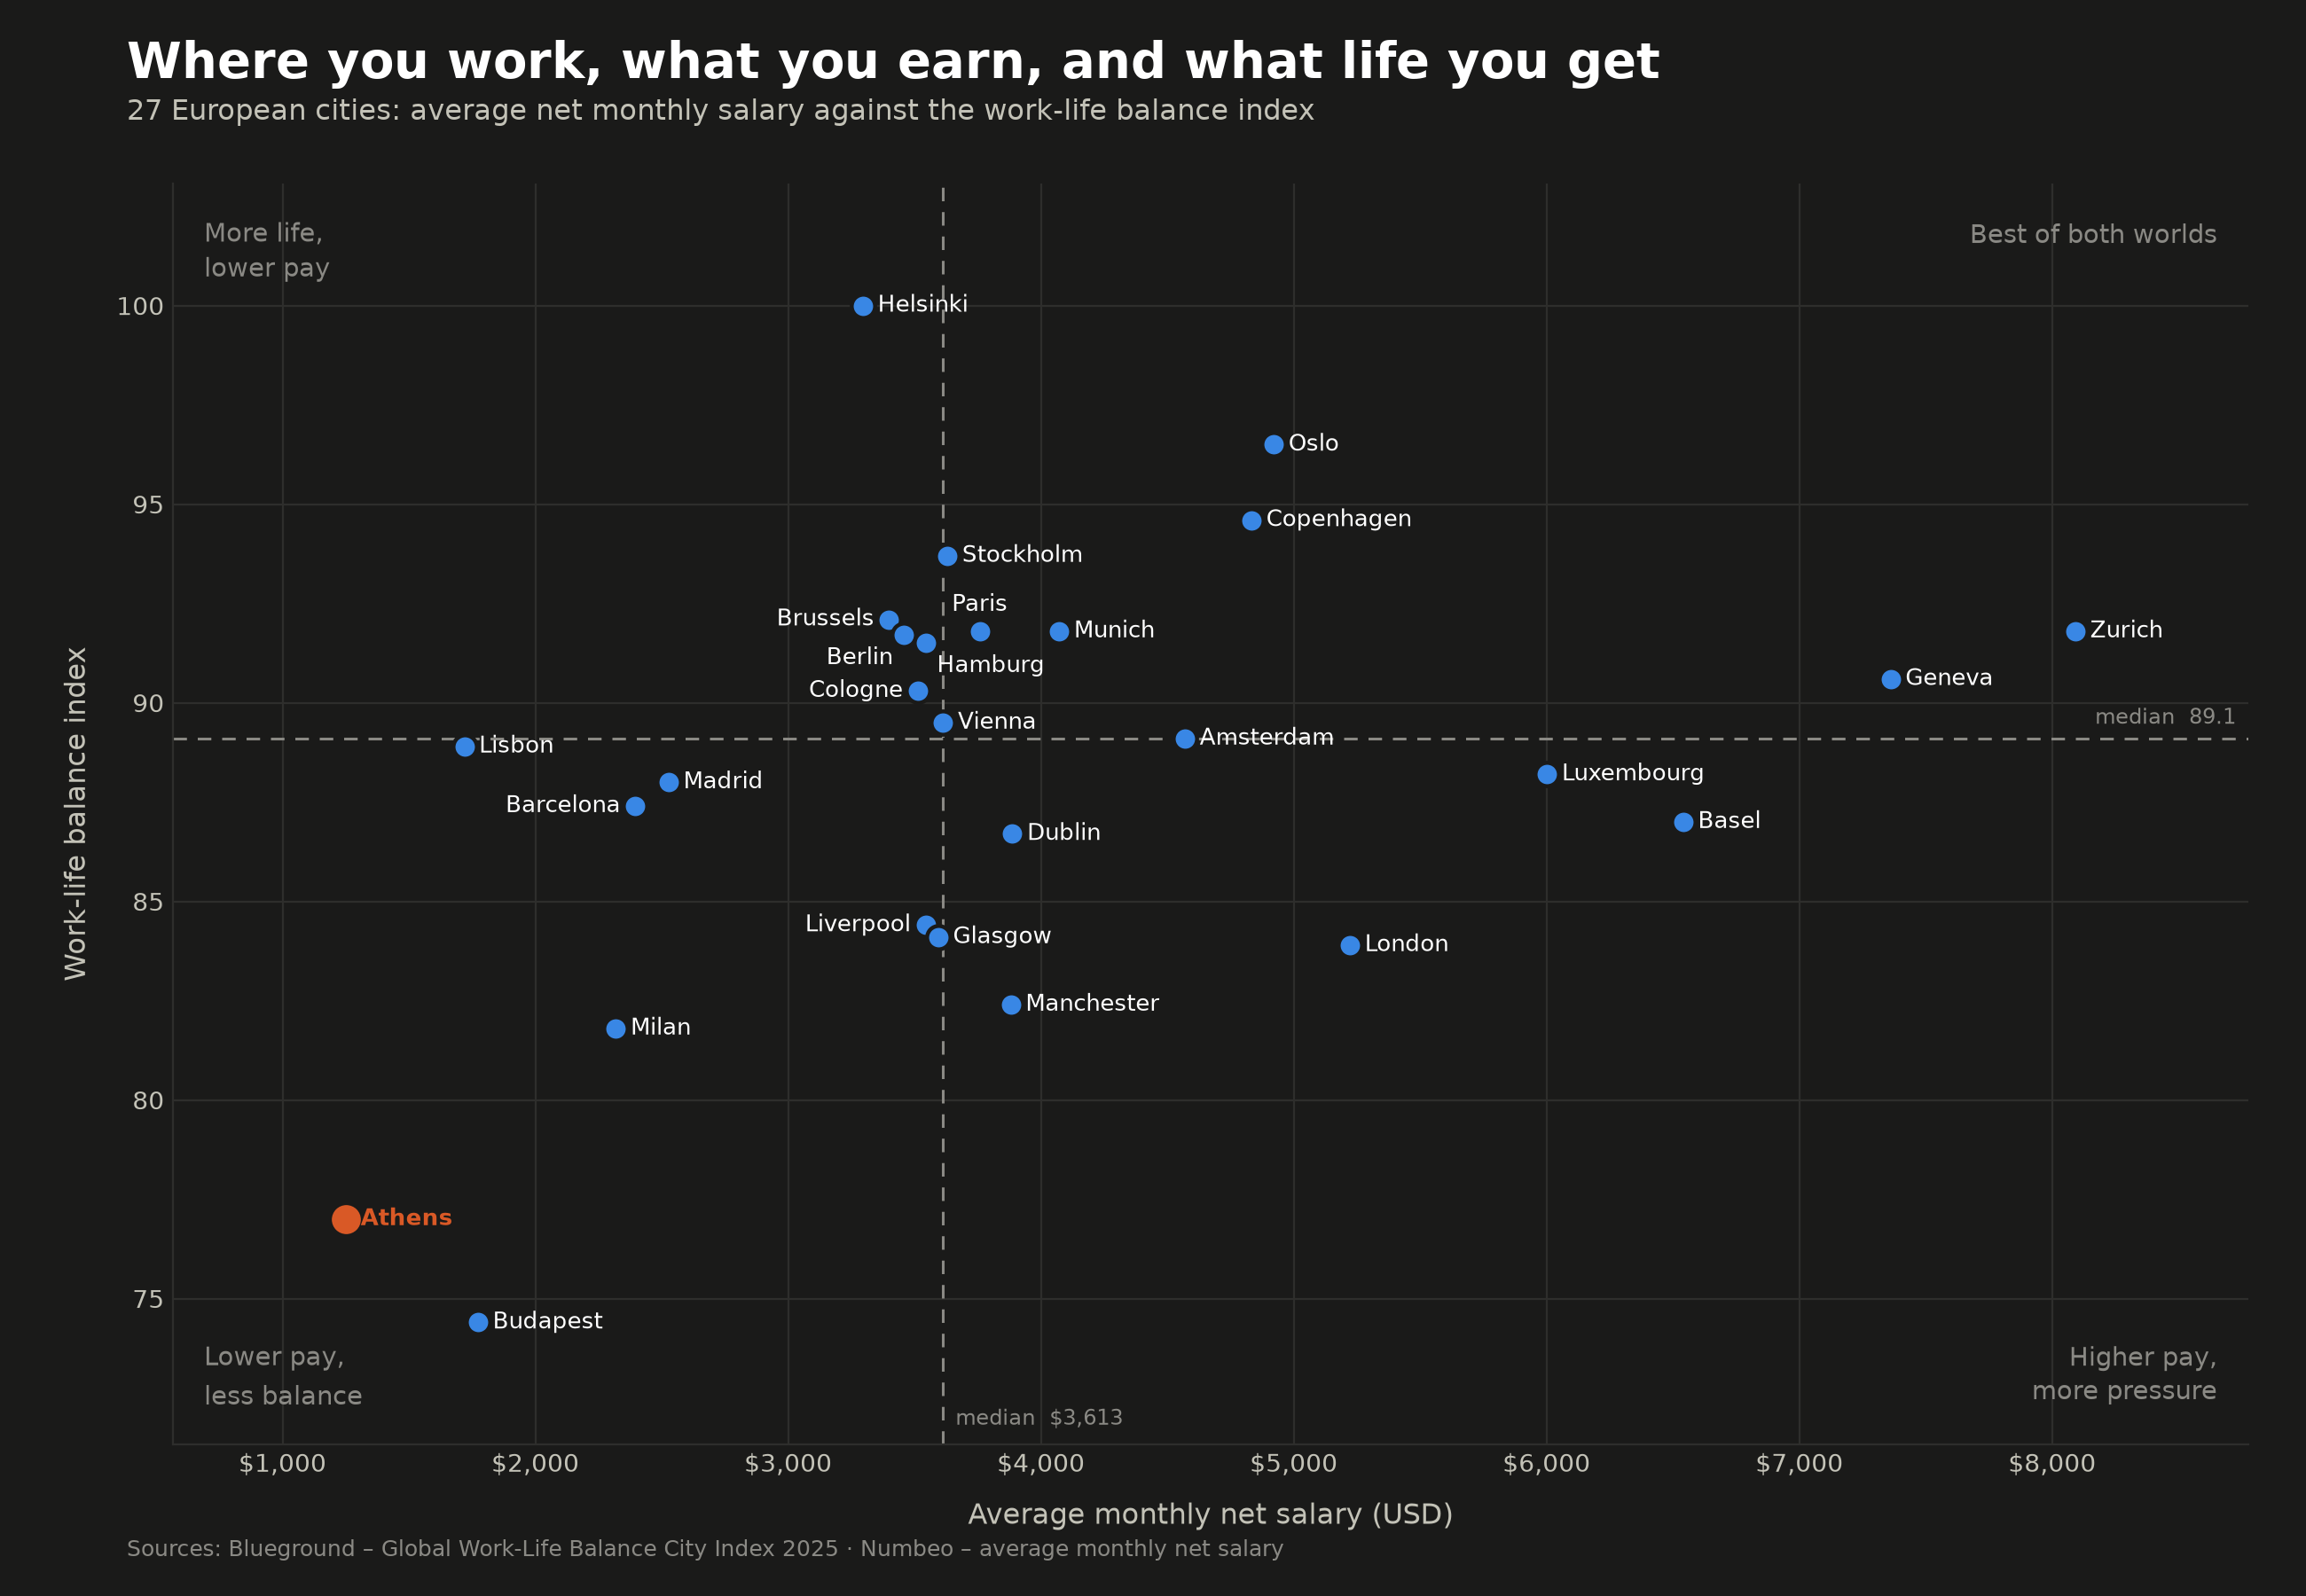 Where you work, what you earn, and what life you get
27 European cities: average net monthly salary against the work-life balance index
More life,
lower pay
Best of both worlds
100
Helsinki
Oslo
95
Copenhagen
Stockholm
Paris
Brussels
Munich
Zurich
Berlin
Hamburg
Geneva
Cologne
90
Vienna
median 89.1
Amsterdam
Lisbon
Luxembourg
Madrid
Barcelona
Basel
Dublin
85
Liverpool
Glasgow
London
Manchester
Milan
80
Athens
75
Budapest
Work-life balance index
Lower pay,
less balance
Higher pay,
more pressure
median $3,613
$1,000
$2,000
$3,000
$4,000
$5,000
$6,000
$7,000
$8,000
Average monthly net salary (USD)
Sources: Blueground – Global Work-Life Balance City Index 2025 · Numbeo – average monthly net salary